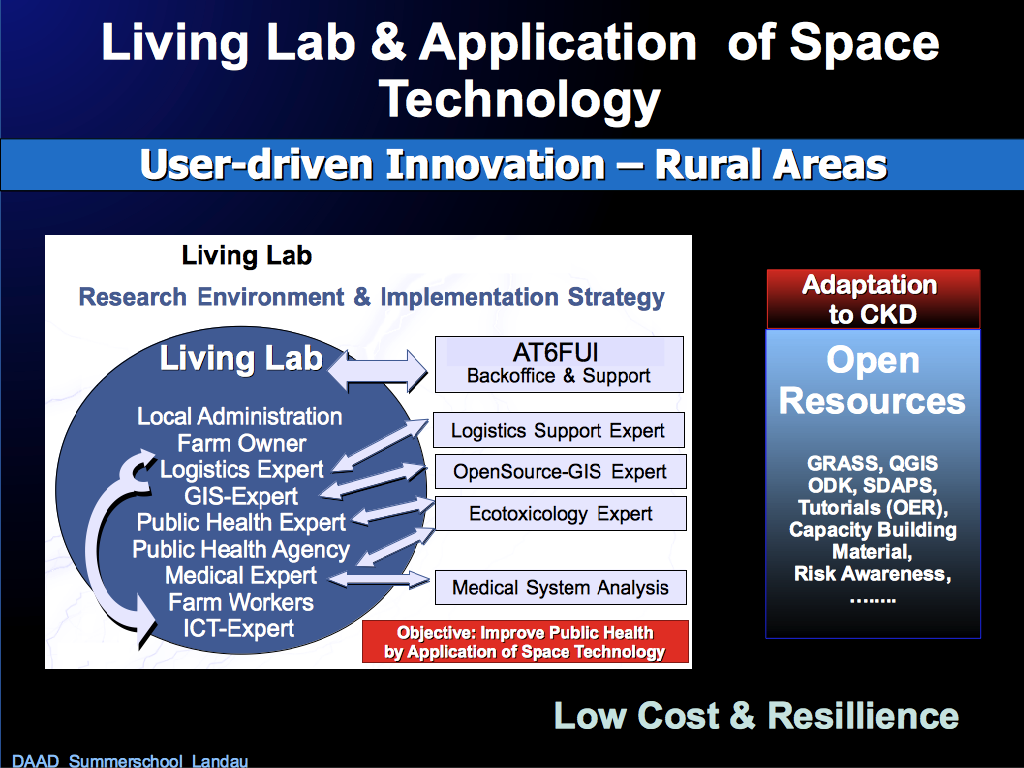 Living Lab & Application of Space
Technology
User-driven Innovation – Rural Areas
Living Lab
Research Environment & Implementation Strategy
Living Lab
Local Administration
Farm Owner
Logistics Expert
GIS-Expert
Public Health Expert
Public Health Agency
Medical Expert
Farm Workers
ICT-Expert
AT6FUI
Backoffice & Support
Logistics Support Expert
OpenSource-GIS Expert
Ecotoxicology Expert
Medical System Analysis
Objective: Improve Public Health
by Application of Space Technology
Adaptation
to CKD
Open
Resources
GRASS, QGIS
ODK, SDAPS,
Tutorials (OER),
Capacity Building
Material,
Risk Awareness,
…….
Low Cost & Resillience
DAAD Summerschool Landau